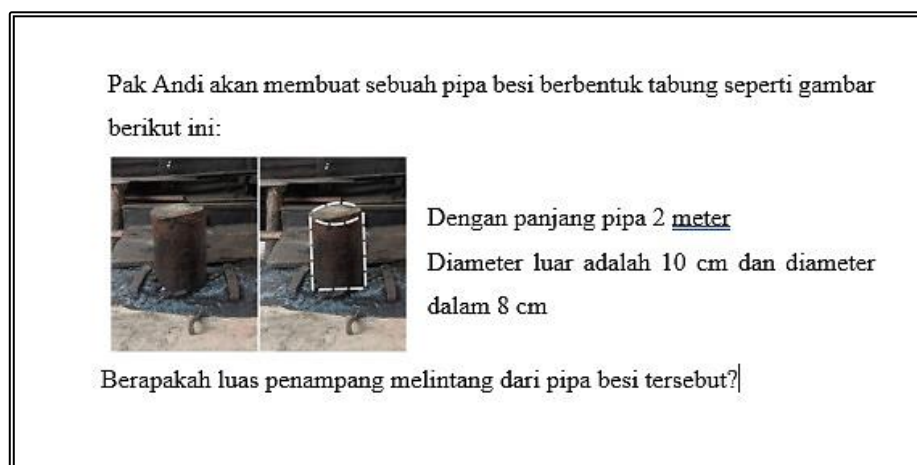 Pak Andi akan membuat sebuah pipa besi berbentuk tabung seperti gambar
berikut ini:
Dengan panjang pipa 2 meter
Diameter luar adalah 10 cm dan diameter
dalam 8 cm
Berapakah luas penampang melintang dari pipa besi tersebut?